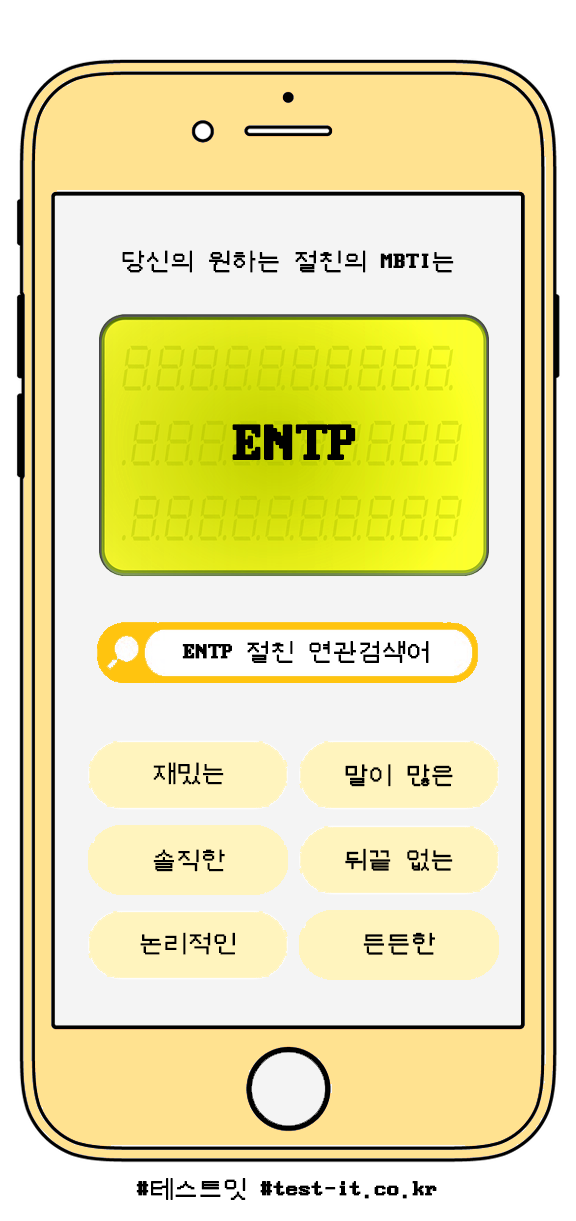 당신의 원하는 절친의 MBTI는
ENTP
ENTP 절친 연관검색어
재밌는 말이 많은
솔직한 뒤끝 없는
논리적인 든든한
#테스트잇 #test-it.co.kr